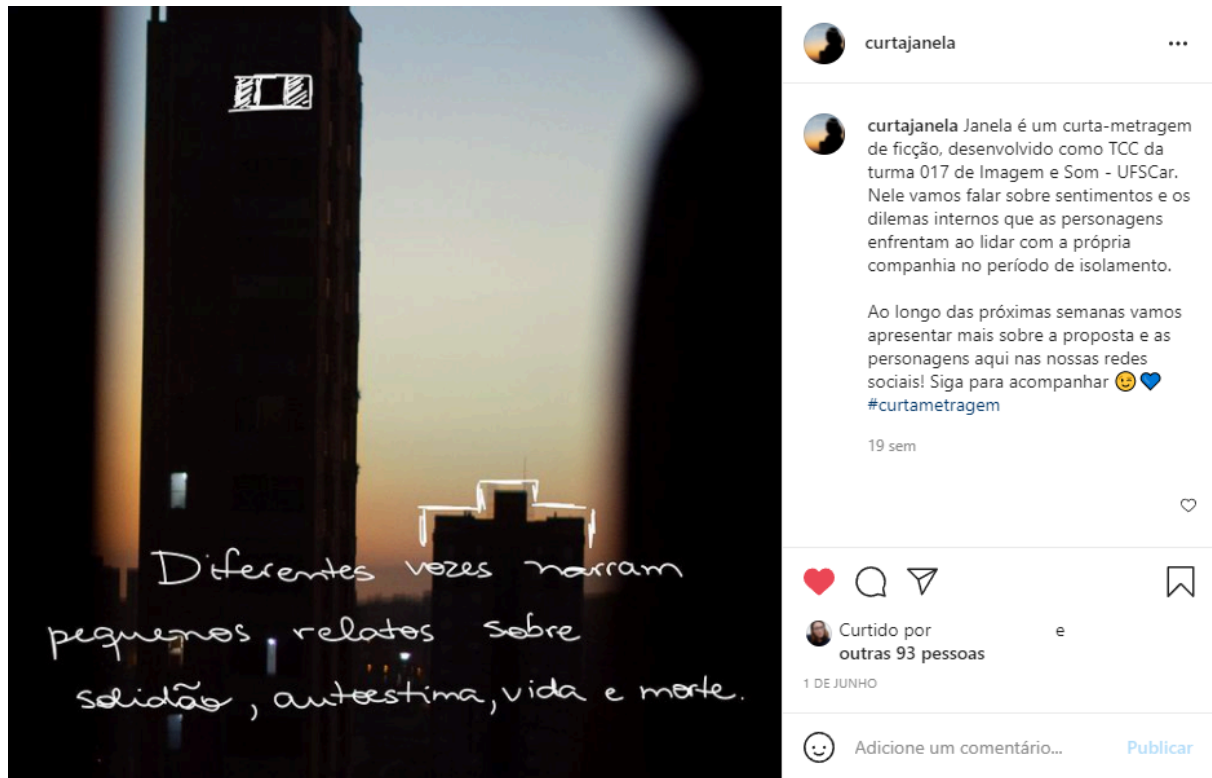 Diferentes vozes narram
pequenos relatos sobre
solidão, autoestima, vida e morte.
curtajanela
curtajanela Janela é um curta-metragem
de ficção, desenvolvido como TCC da
turma 017 de Imagem e Som - UFSCar.
Nele vamos falar sobre sentimentos e os
dilemas internos que as personagens
enfrentam ao lidar com a própria
companhia no período de isolamento.
Ao longo das próximas semanas vamos
apresentar mais sobre a proposta e as
personagens aqui nas nossas redes
sociais! Siga para acompanhar 😉💙
#curtametragem
19 sem
Curtido por e
outras 93 pessoas
1 DE JUNHO
Adicione um comentário... Publicar